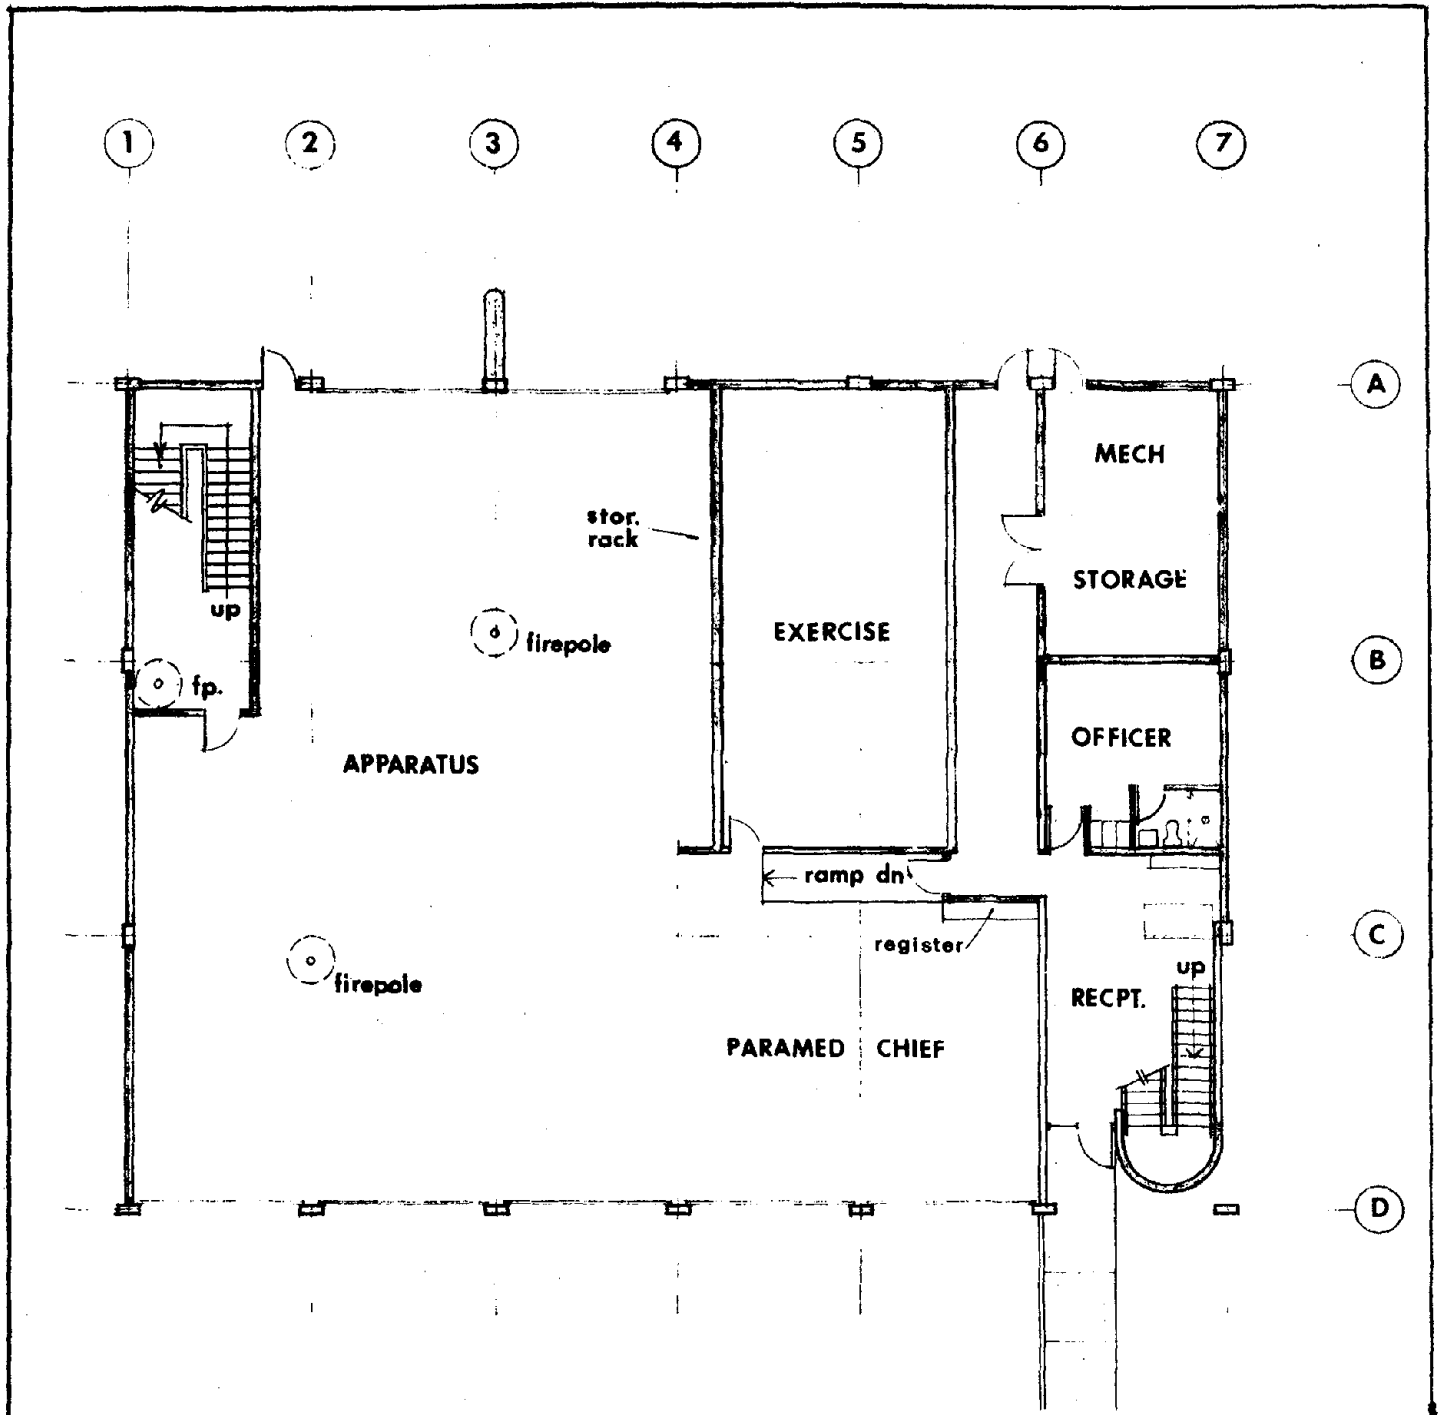 1 2 3 4 5 6 7
A
MECH
stor.
rack
STORAGE
up
EXERCISE
firepole
B
fp.
OFFICER
APPARATUS
ramp dn
register
C
up
firepole
RECPT.
PARAMED CHIEF
D